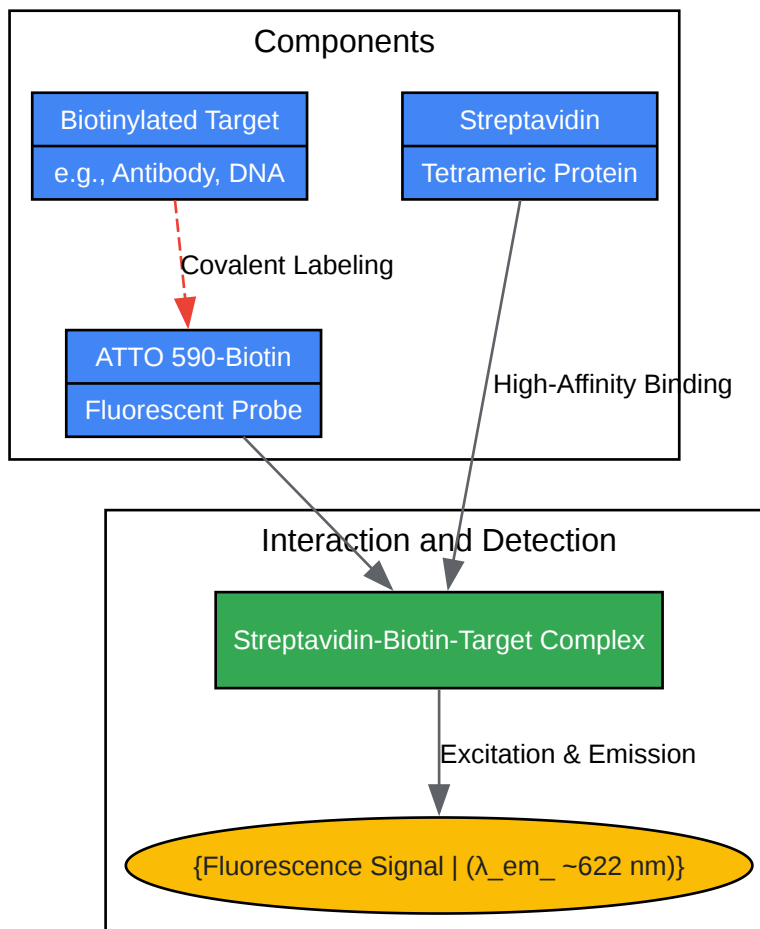 Components
Biotinylated Target
e.g., Antibody, DNA
Streptavidin
Tetrameric Protein
Covalent Labeling
ATTO 590-Biotin
Fluorescent Probe
High-Affinity Binding
Interaction and Detection
Streptavidin-Biotin-Target Complex
Excitation & Emission
{Fluorescence Signal | (λ_em_ ~622 nm)}